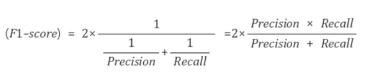 (F1-score) = 2× 1 / (1/Precision + 1/Recall) =2× (Precision × Recall) / (Precision + Recall)